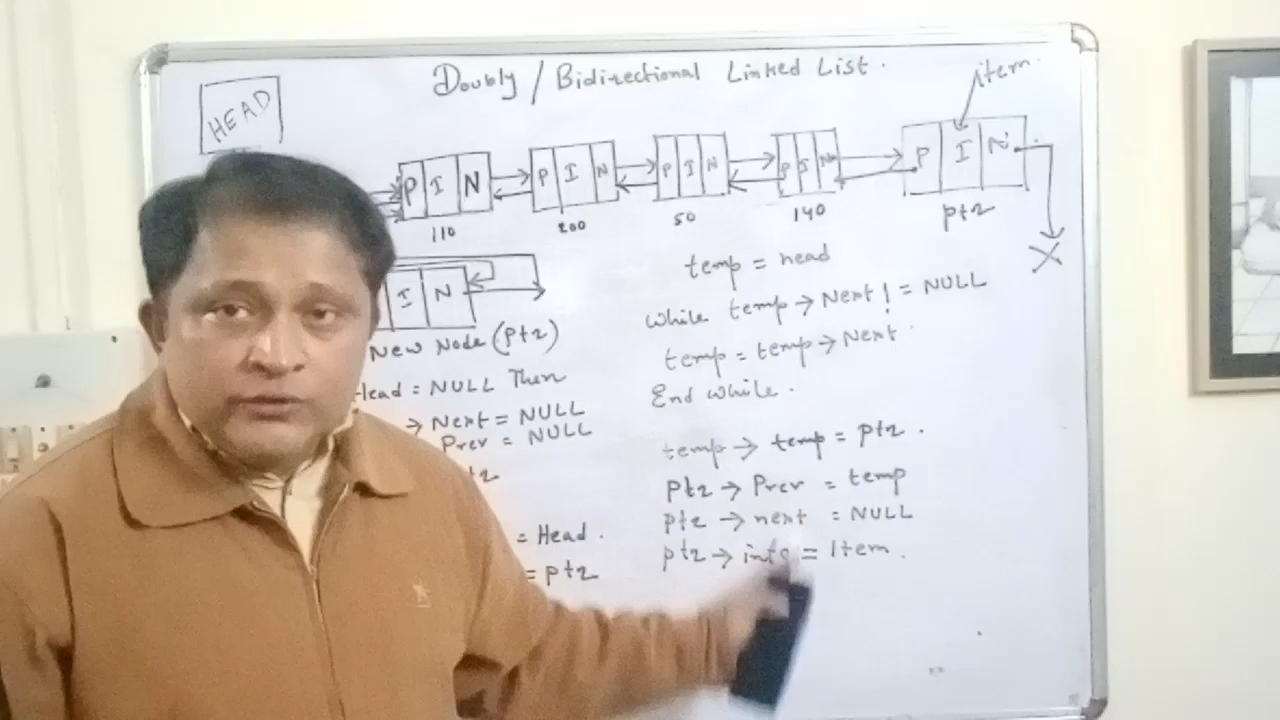 Doubly / Bidirectional Linked List.
HEAD
item.
P I N
P I N
P I N
P I N
P I N
110
200
50
140
ptr
I N
New Node (Ptr)
Head = NULL Then
→ Next = NULL
Prev = NULL
= Head.
= ptr
temp = head
While temp → Next != NULL
temp = temp → Next.
End while.
temp → temp = ptr.
ptr → Prev = temp
ptr → next = NULL
ptr → info = Item.